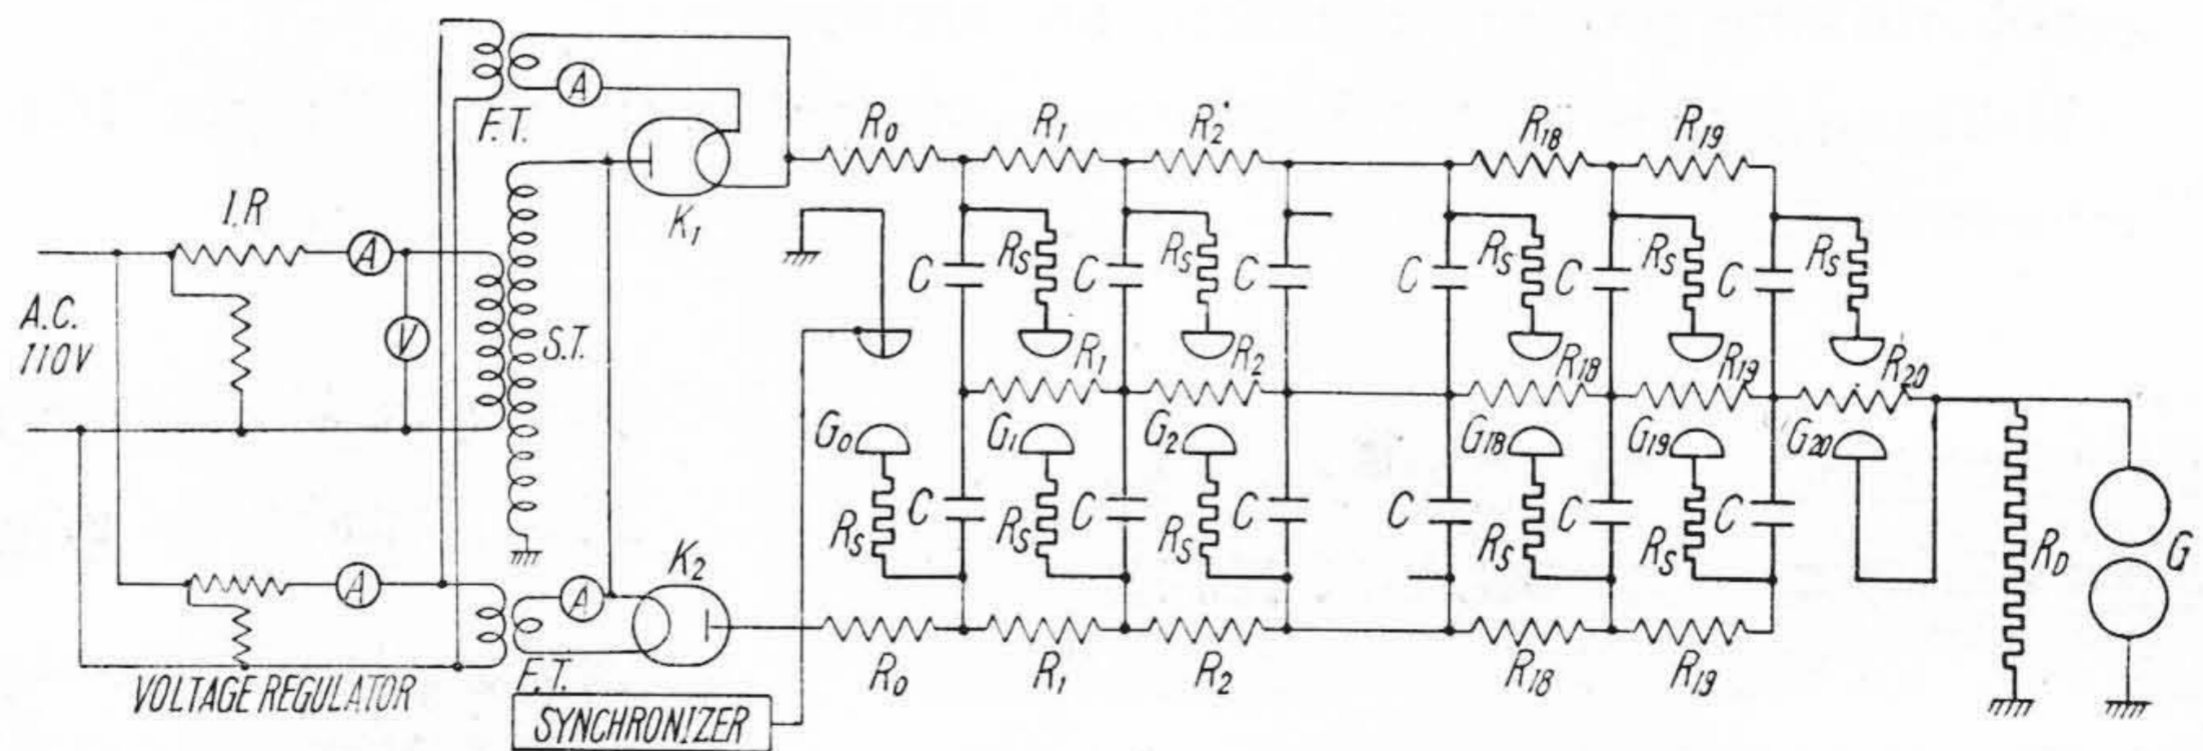 F.T.
A
K1
R0 R1 R2 R18 R19
I.R
A
V
A.C.
110V
S.T.
C RS C RS C C RS C RS C RS
R1 R2 R18 R19 R20
G0 G1 G2 G18 G19 G20
RS C RS C RS C C RS C RS C
RD G
A
A
K2
F.T.
R0 R1 R2 R18 R19
VOLTAGE REGULATOR
SYNCHRONIZER